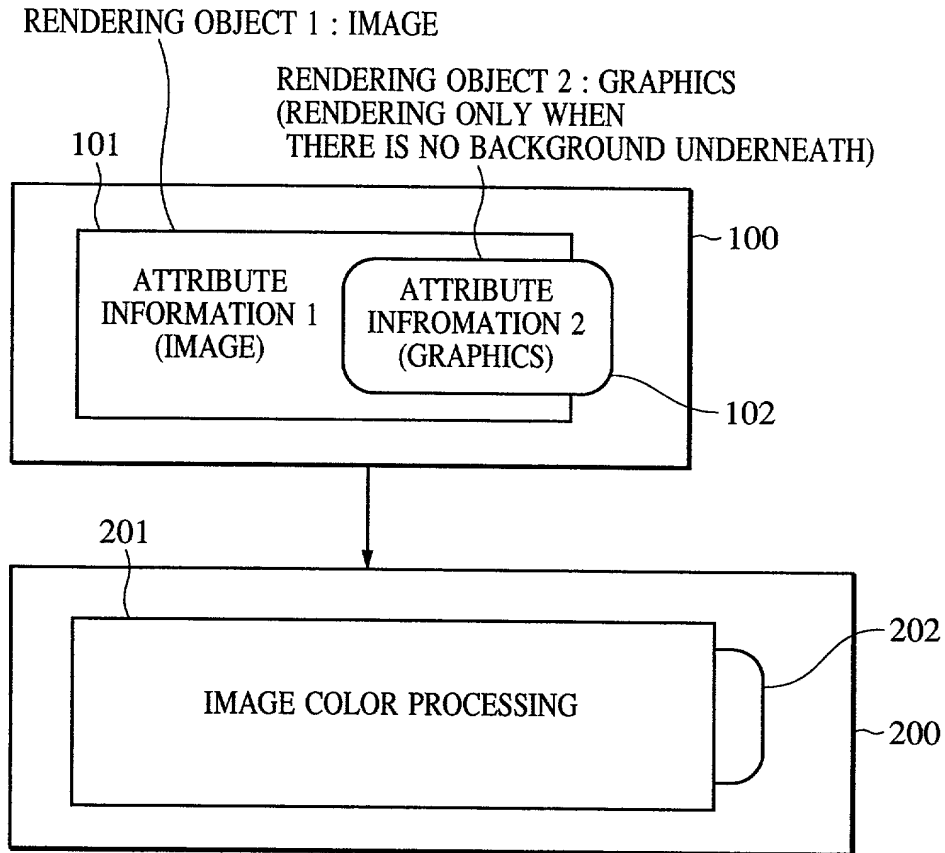 RENDERING OBJECT 1 : IMAGE
RENDERING OBJECT 2 : GRAPHICS
(RENDERING ONLY WHEN
THERE IS NO BACKGROUND UNDERNEATH)
101
100
ATTRIBUTE
INFORMATION 1
(IMAGE)
ATTRIBUTE
INFROMATION 2
(GRAPHICS)
102
201
202
IMAGE COLOR PROCESSING
200